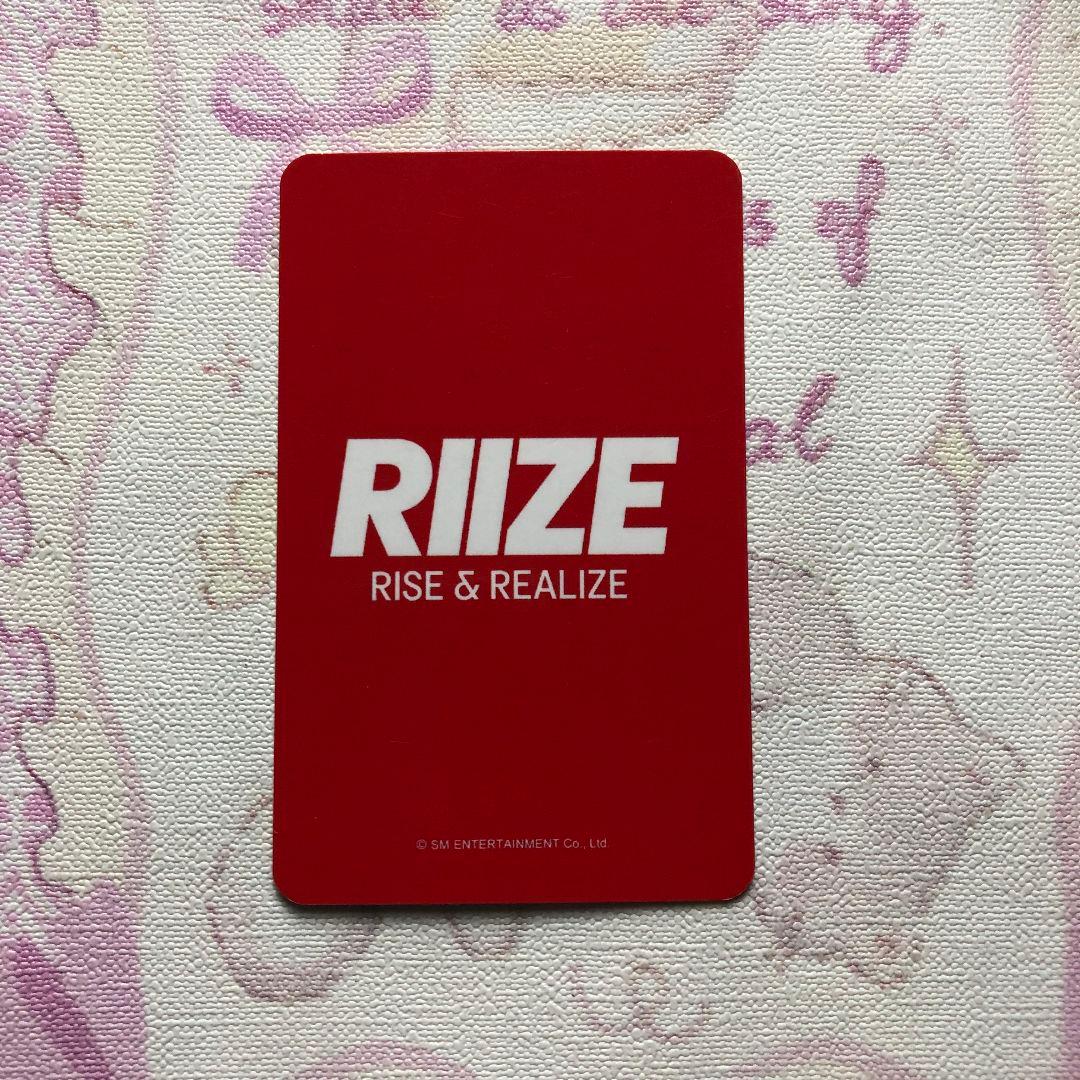 RIIZE
RISE & REALIZE
© SM ENTERTAINMENT Co., Ltd.